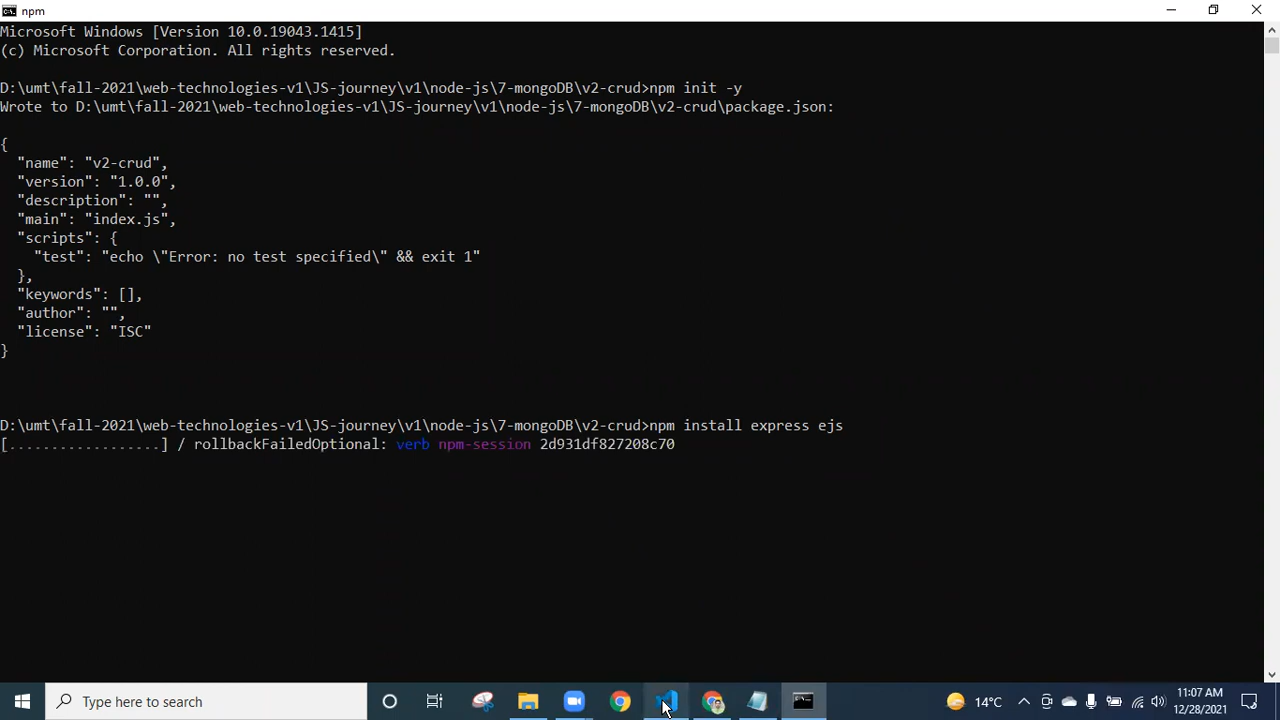 npm
Microsoft Windows [Version 10.0.19043.1415]
(c) Microsoft Corporation. All rights reserved.
D:\umt\fall-2021\web-technologies-v1\JS-journey\v1\node-js\7-mongoDB\v2-crud>npm init -y
Wrote to D:\umt\fall-2021\web-technologies-v1\JS-journey\v1\node-js\7-mongoDB\v2-crud\package.json:
{
"name": "v2-crud",
"version": "1.0.0",
"description": "",
"main": "index.js",
"scripts": {
"test": "echo \"Error: no test specified\" && exit 1"
},
"keywords": [],
"author": "",
"license": "ISC"
}
D:\umt\fall-2021\web-technologies-v1\JS-journey\v1\node-js\7-mongoDB\v2-crud>npm install express ejs
[.................] / rollbackFailedOptional: verb npm-session 2d931df827208c70
Type here to search
14°C
11:07 AM
12/28/2021